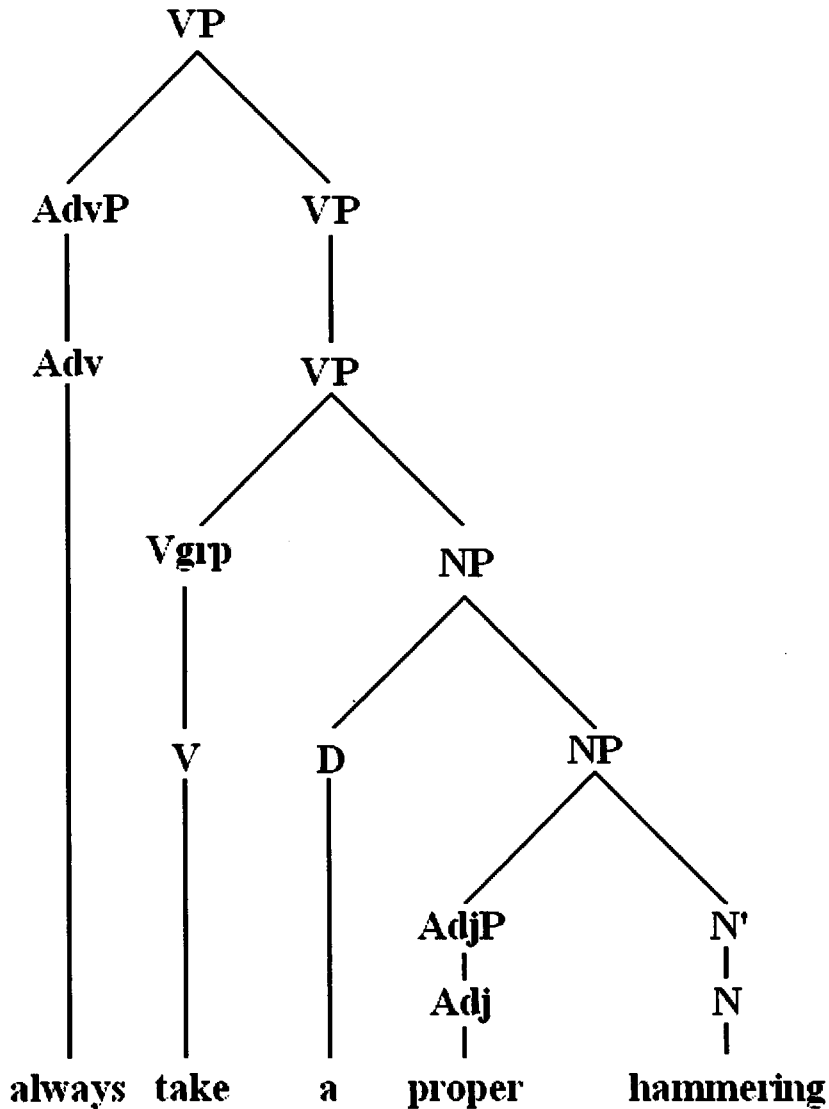 VP
AdvP VP
Adv VP
Vgrp NP
V D NP
AdjP N'
Adj N
always take a proper hammering